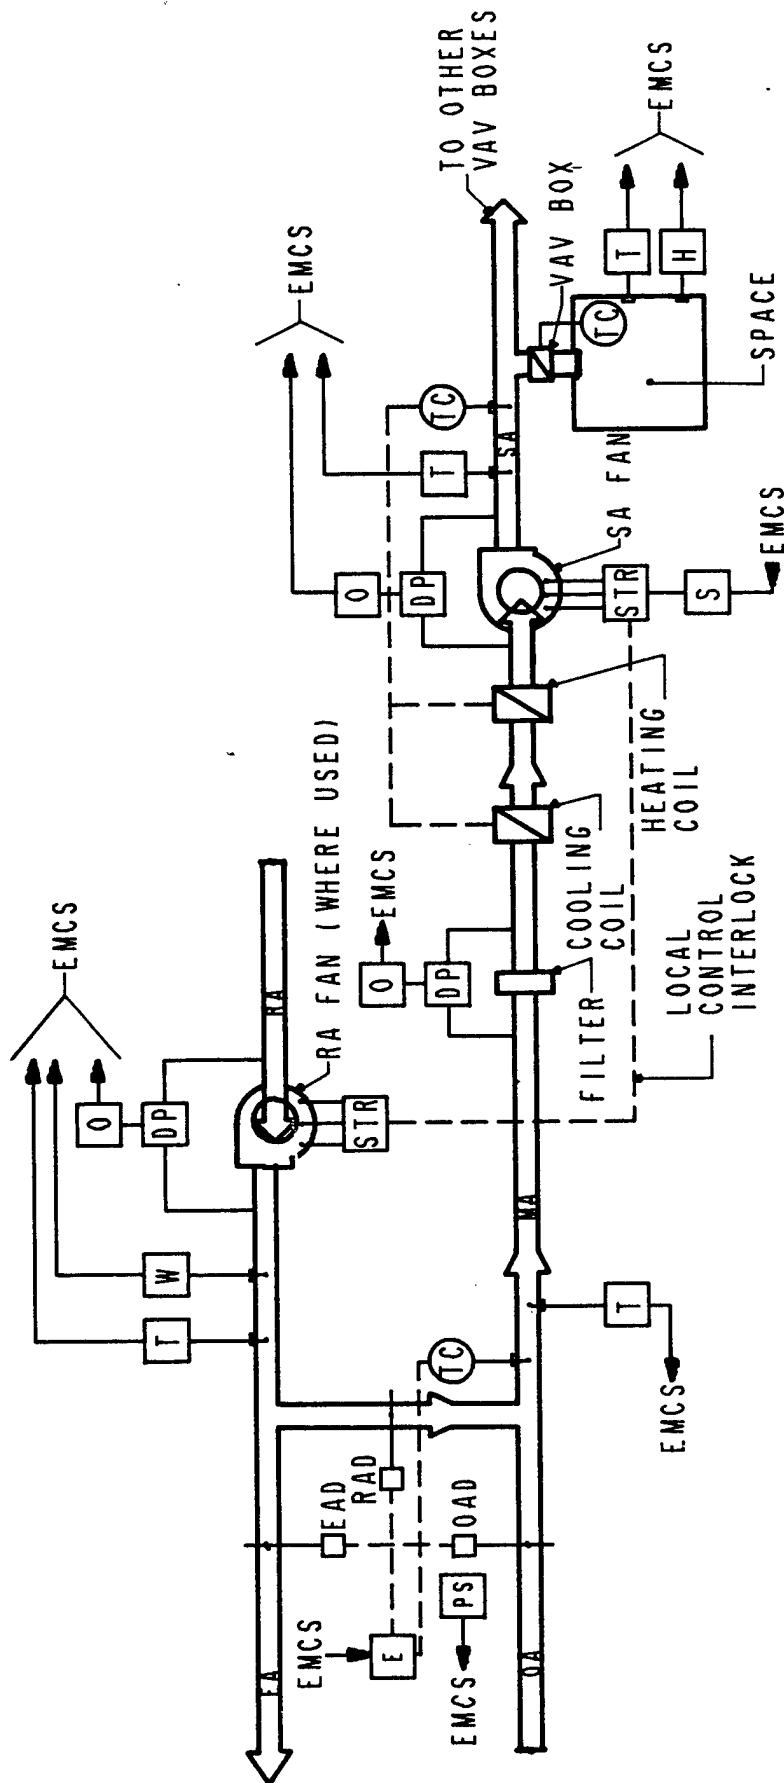 EMCS
EMCS
TO OTHER
VAV BOXES
T
W
O
DP
O
DP
T
TC
RA
RA FAN (WHERE USED)
STR
EMCS
O
DP
EA
EAD
RAD
OAD
EMCS
E
PS
EMCS
TC
OA
MA
SA
VAV BOX
TC
T
H
EMCS
SPACE
T
EMCS
FILTER
COOLING
COIL
HEATING
COIL
SA FAN
STR
S
EMCS
LOCAL
CONTROL
INTERLOCK